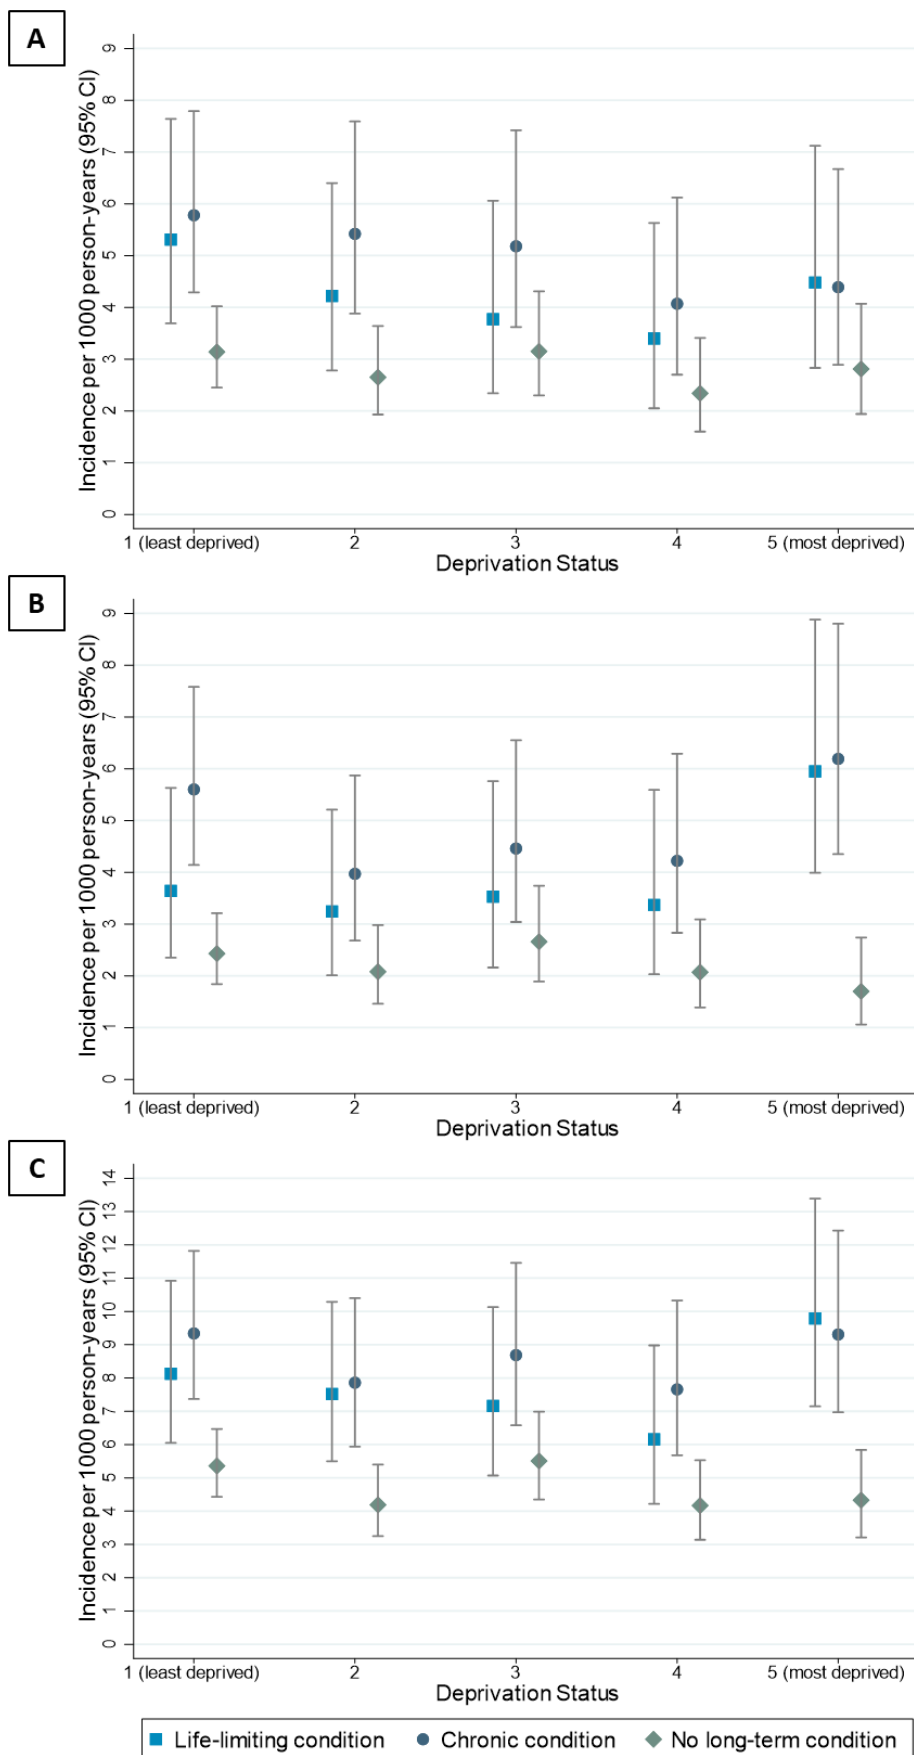 A
Incidence per 1000 person-years (95% CI)
9
8
7
6
5
4
3
2
1
0
1 (least deprived) 2 3 4 5 (most deprived)
Deprivation Status
B
Incidence per 1000 person-years (95% CI)
9
8
7
6
5
4
3
2
1
0
1 (least deprived) 2 3 4 5 (most deprived)
Deprivation Status
C
Incidence per 1000 person-years (95% CI)
14
13
12
11
10
9
8
7
6
5
4
3
2
1
0
1 (least deprived) 2 3 4 5 (most deprived)
Deprivation Status
Life-limiting condition Chronic condition No long-term condition